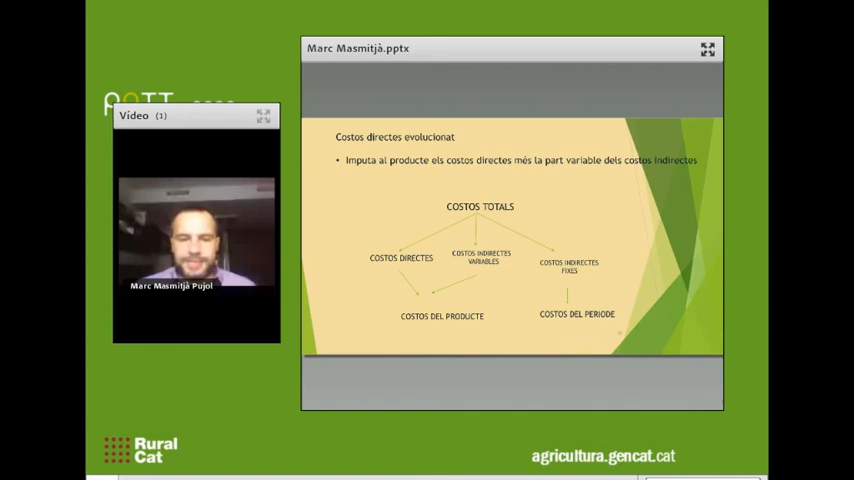 Marc Masmitjà.pptx
Vídeo (1)
Costos directes evolucionat
• Imputa al producte els costos directes més la part variable dels costos indirectes
COSTOS TOTALS
COSTOS DIRECTES
COSTOS INDIRECTES
VARIABLES
COSTOS INDIRECTES
FIXES
COSTOS DEL PRODUCTE
COSTOS DEL PERIODE
Marc Masmitjà Pujol
Rural
Cat
agricultura.gencat.cat